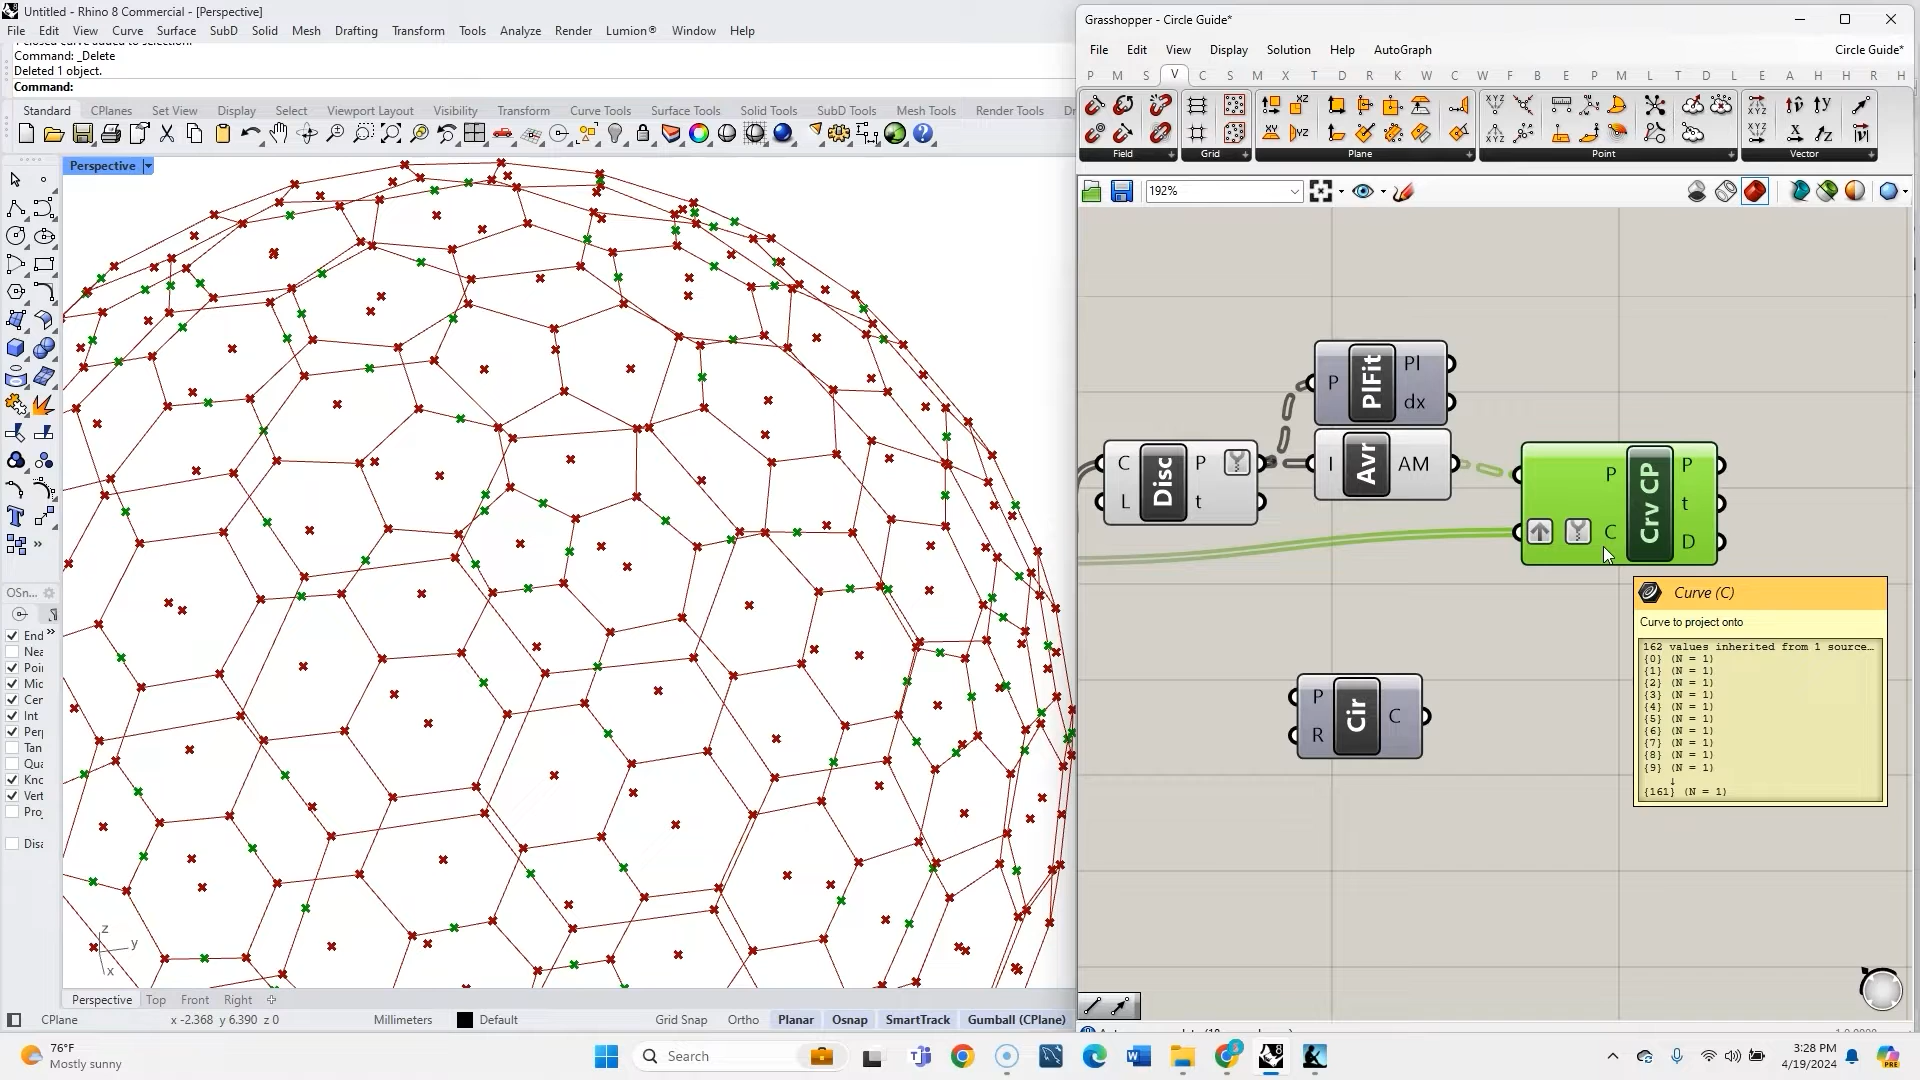 Untitled - Rhino 8 Commercial - [Perspective]
File Edit View Curve Surface SubD Solid Mesh Drafting Transform Tools Analyze Render Lumion® Window Help
Command: _Delete
Deleted 1 object.
Command:
Standard CPlanes Set View Display Select Viewport Layout Visibility Transform Curve Tools Surface Tools Solid Tools SubD Tools Mesh Tools Render Tools
Perspective
OSn...
End
Nea
Poi
Mid
Cer
Int
Per
Tan
Qua
Kno
Vert
Pro
Disa
z
y
x
Perspective Top Front Right
CPlane x -2.368 y 6.390 z 0 Millimeters Default Grid Snap Ortho Planar Osnap SmartTrack Gumball (CPlane)
Grasshopper - Circle Guide*
File Edit View Display Solution Help AutoGraph Circle Guide*
P M S V C S M X T D R K W C W S F B E P M L T D L E A H H R H
Field Grid Plane Point Vector
192%
P PlFit Pl dx
C L Disc P t
I Avr AM
P C Crv CP P t D
P R Cir C
Curve (C)
Curve to project onto
162 values inherited from 1 source...
{0} (N = 1)
{1} (N = 1)
{2} (N = 1)
{3} (N = 1)
{4} (N = 1)
{5} (N = 1)
{6} (N = 1)
{7} (N = 1)
{8} (N = 1)
{9} (N = 1)
{161} (N = 1)
76°F
Mostly sunny
Search
3:28 PM
4/19/2024